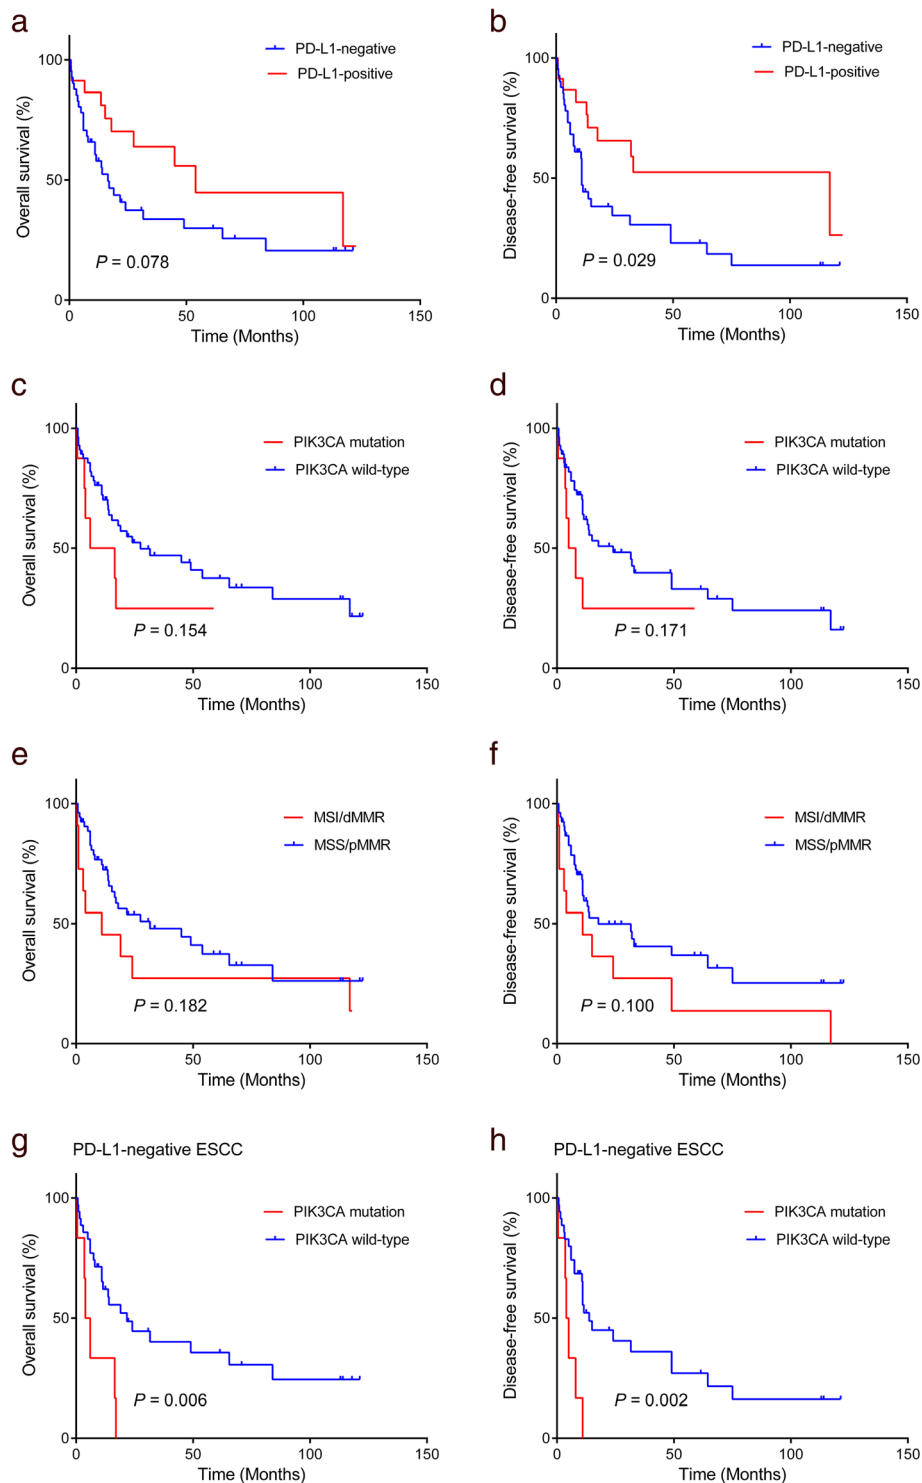 a
PD-L1-negative
PD-L1-positive
Overall survival (%)
100
50
0
P = 0.078
0 50 100 150
Time (Months)
b
PD-L1-negative
PD-L1-positive
Disease-free survival (%)
100
50
0
P = 0.029
0 50 100 150
Time (Months)
c
PIK3CA mutation
PIK3CA wild-type
Overall survival (%)
100
50
0
P = 0.154
0 50 100 150
Time (Months)
d
PIK3CA mutation
PIK3CA wild-type
Disease-free survival (%)
100
50
0
P = 0.171
0 50 100 150
Time (Months)
e
MSI/dMMR
MSS/pMMR
Overall survival (%)
100
50
0
P = 0.182
0 50 100 150
Time (Months)
f
MSI/dMMR
MSS/pMMR
Disease-free survival (%)
100
50
0
P = 0.100
0 50 100 150
Time (Months)
g
PD-L1-negative ESCC
PIK3CA mutation
PIK3CA wild-type
Overall survival (%)
100
50
0
P = 0.006
0 50 100 150
Time (Months)
h
PD-L1-negative ESCC
PIK3CA mutation
PIK3CA wild-type
Disease-free survival (%)
100
50
0
P = 0.002
0 50 100 150
Time (Months)